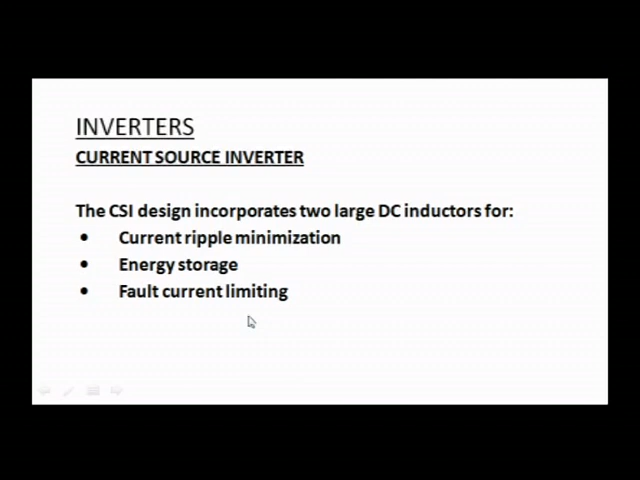 INVERTERS
CURRENT SOURCE INVERTER
The CSI design incorporates two large DC inductors for:
• Current ripple minimization
• Energy storage
• Fault current limiting